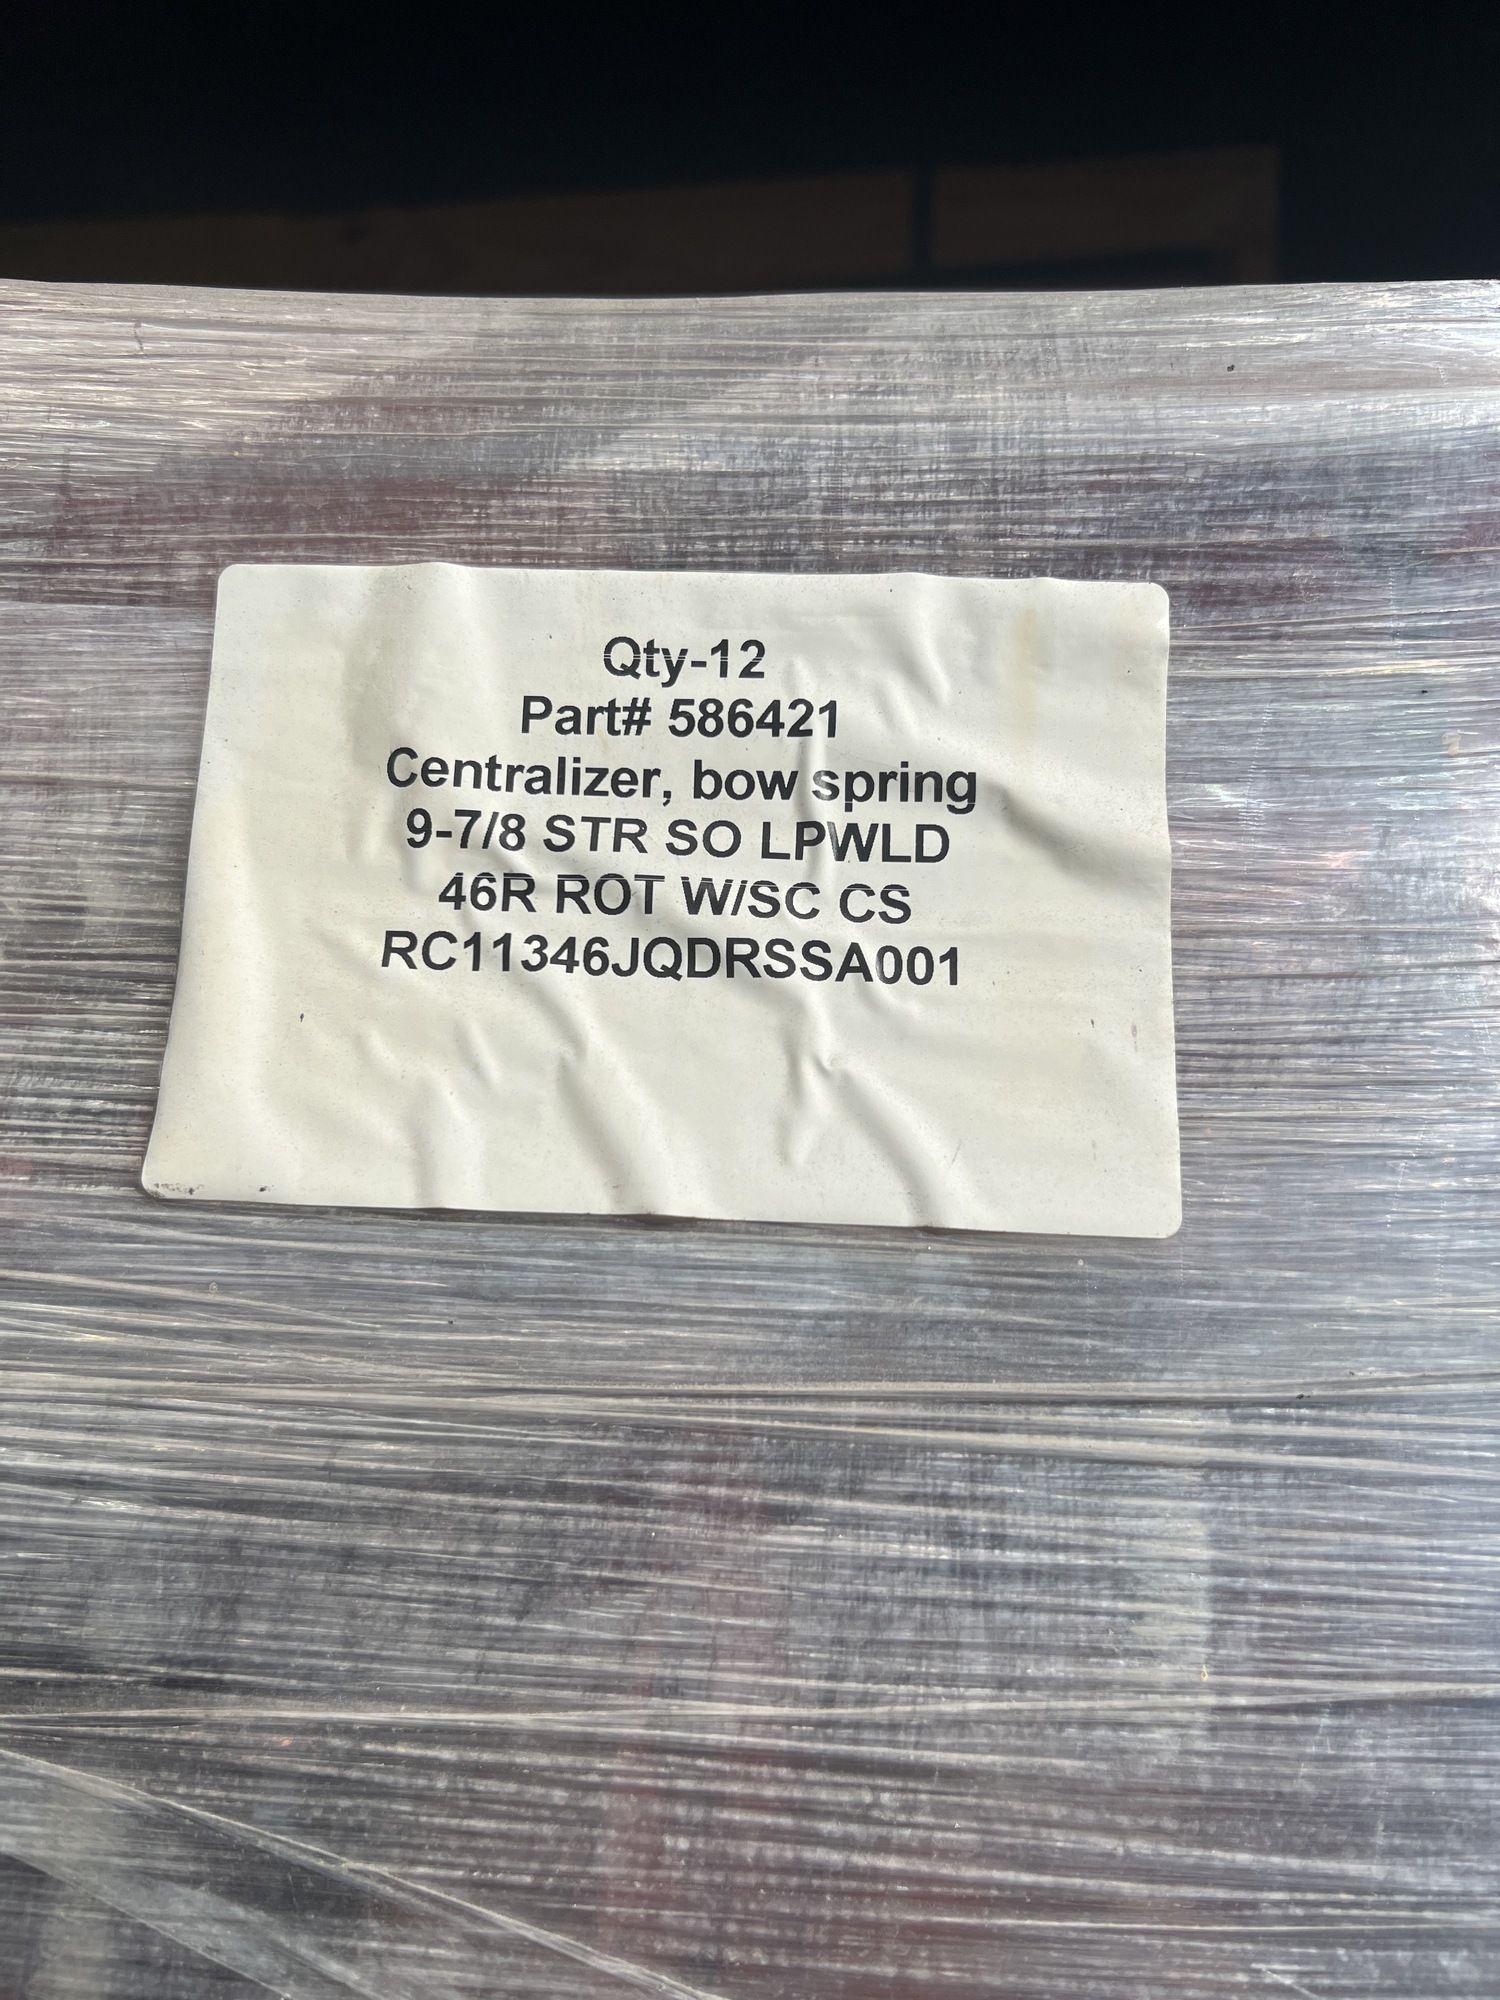 Qty-12
Part# 586421
Centralizer, bow spring
9-7/8 STR SO LPWLD
46R ROT W/SC CS
RC11346JQDRSSA001